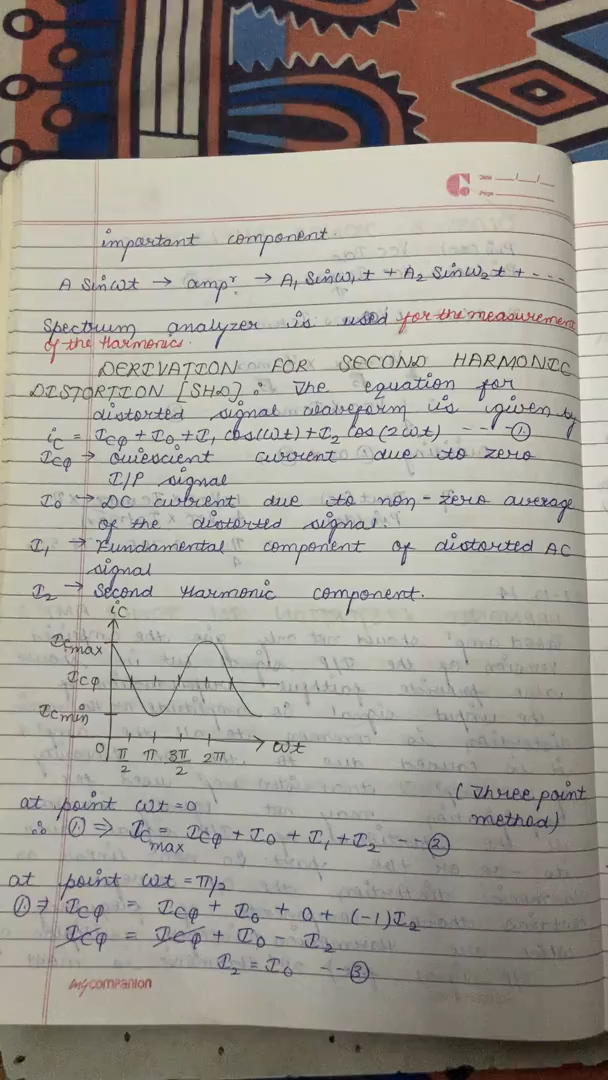 Date
Page
important component.
A Sinωt → ampr. → A1 Sinω1t + A2 Sinω2t + ----
Spectrum analyzer is used for the measurement
of the Harmonics.
DERIVATION FOR SECOND HARMONIC
DISTORTION [SHD] : The equation for
distorted signal waveform is given by
ic = ICQ + I0 + I1 cos(ωt) + I2 cos(2ωt) ---- ①
ICQ → Quiescient current due to zero
I/P signal
I0 → DC current due to non-zero average
of the distorted signal.
I1 → Fundamental component of distorted AC
signal
I2 → Second Harmonic component.
ic
ICmax
ICQ
ICmin
0 π/2 π 3π/2 2π → ωt
(Three point
method)
at point ωt = 0
∴ ① ⇒ ICmax = ICQ + I0 + I1 + I2 -- ②
at point ωt = π/2
① ⇒ ICQ = ICQ + I0 + 0 + (-1)I2
ICQ = ICQ + I0 - I2
I2 = I0 -- ③
Mycompanion